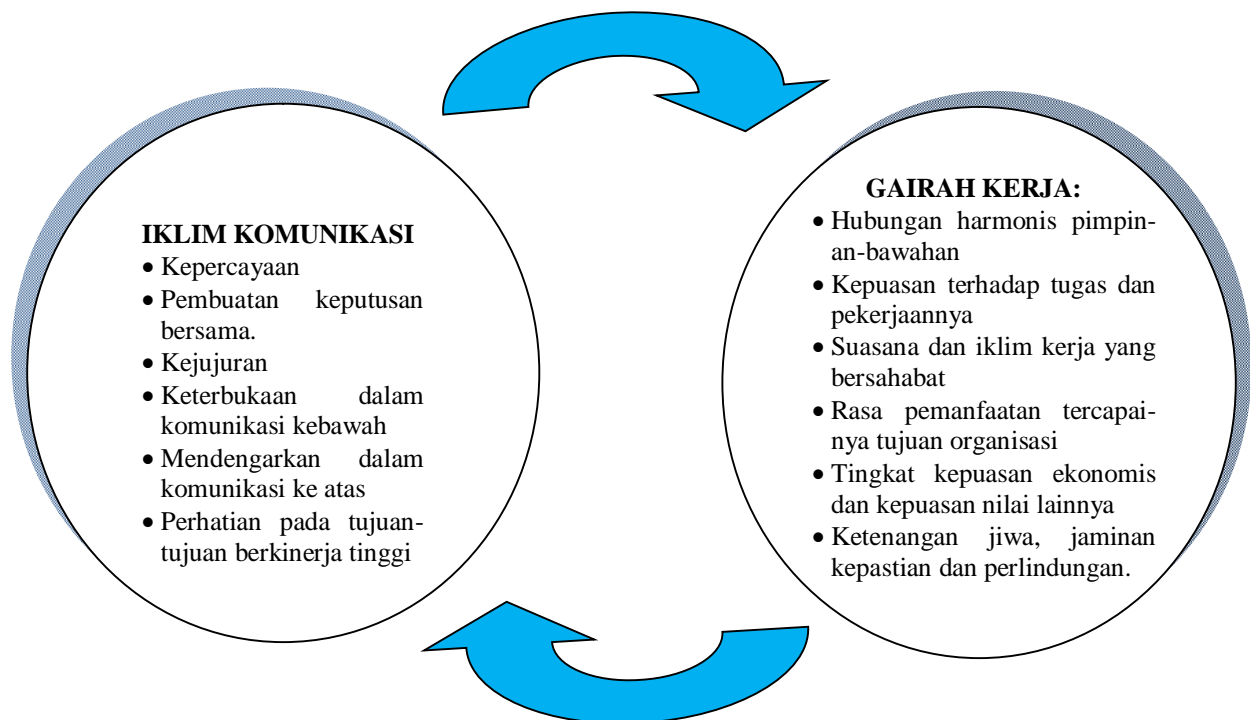 IKLIM KOMUNIKASI
• Kepercayaan
• Pembuatan keputusan
bersama.
• Kejujuran
• Keterbukaan dalam
komunikasi kebawah
• Mendengarkan dalam
komunikasi ke atas
• Perhatian pada tujuan-
tujuan berkinerja tinggi
GAIRAH KERJA:
• Hubungan harmonis pimpin-
an-bawahan
• Kepuasan terhadap tugas dan
pekerjaannya
• Suasana dan iklim kerja yang
bersahabat
• Rasa pemanfaatan tercapai-
nya tujuan organisasi
• Tingkat kepuasan ekonomis
dan kepuasan nilai lainnya
• Ketenangan jiwa, jaminan
kepastian dan perlindungan.